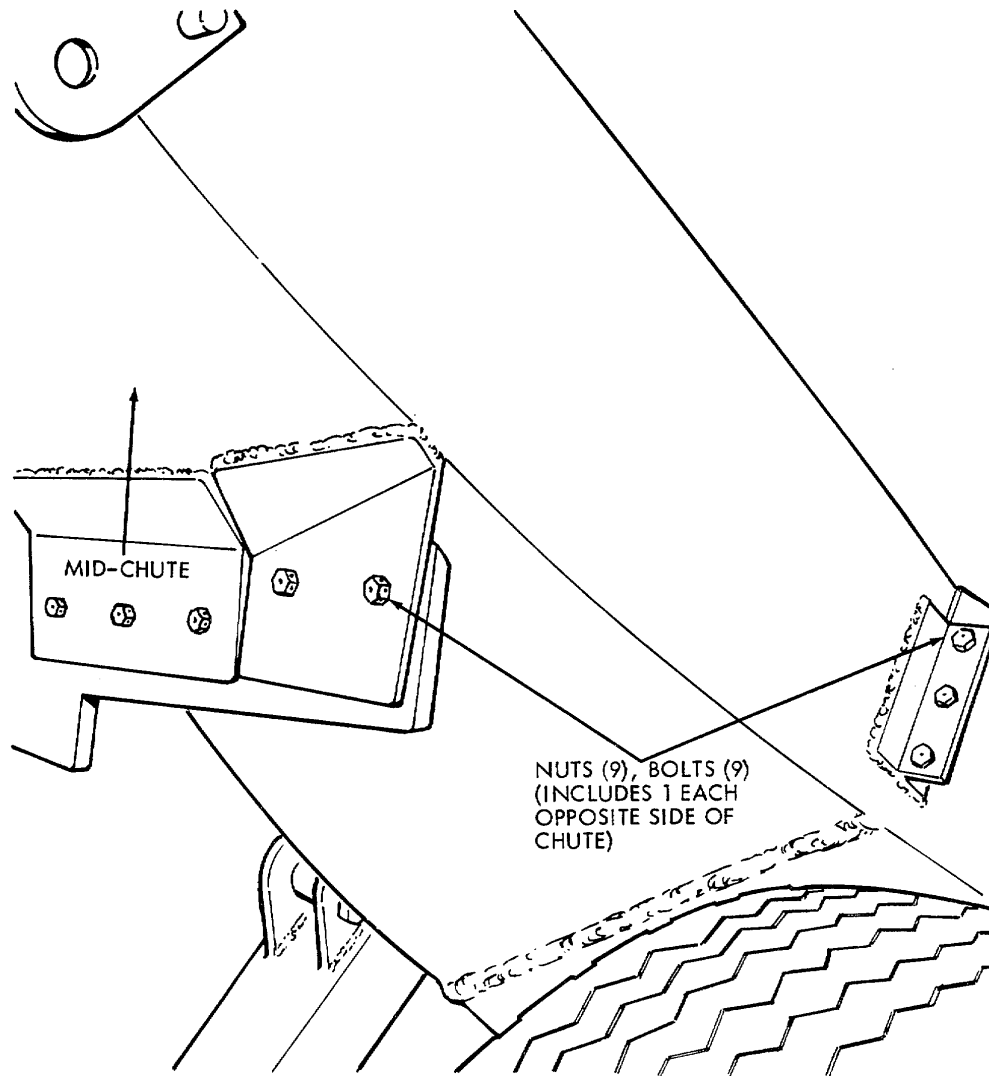 MID-CHUTE
NUTS (9), BOLTS (9)
(INCLUDES 1 EACH
OPPOSITE SIDE OF
CHUTE)